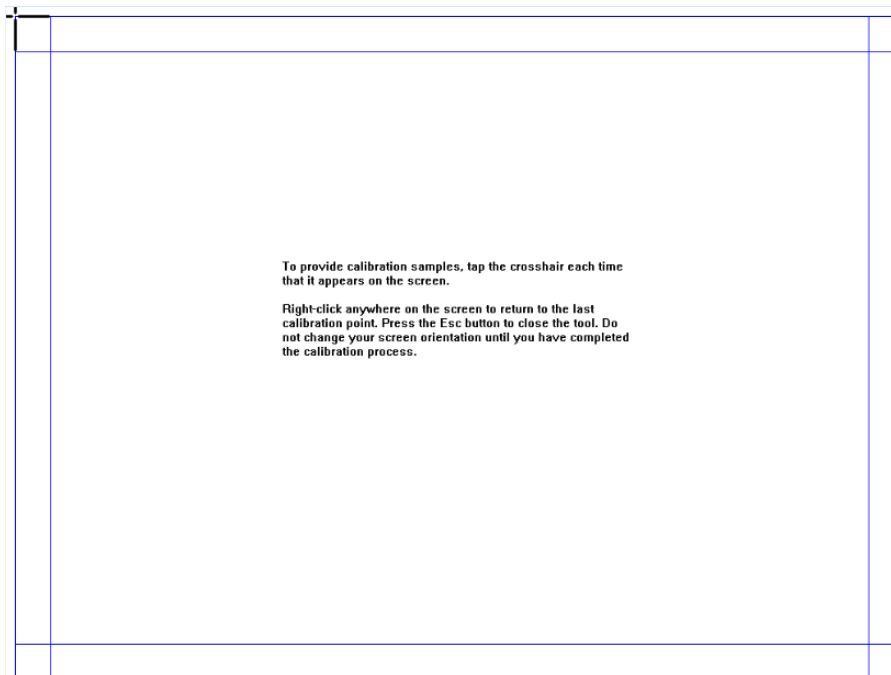 To provide calibration samples, tap the crosshair each time
that it appears on the screen.
Right-click anywhere on the screen to return to the last
calibration point. Press the Esc button to close the tool. Do
not change your screen orientation until you have completed
the calibration process.